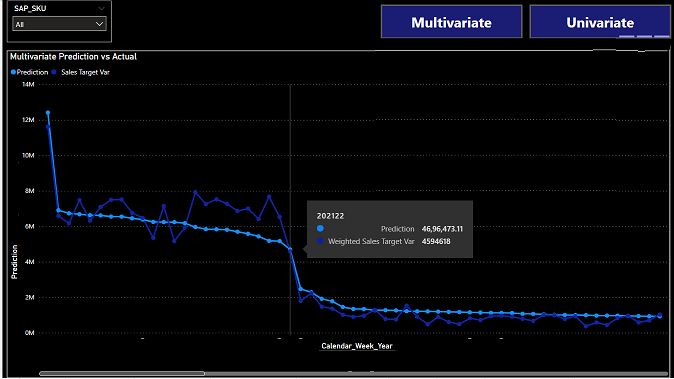 SAP_SKU
All
Multivariate
Univariate
Multivariate Prediction vs Actual
Prediction Sales Target Var
14M
12M
10M
8M
6M
4M
2M
0M
Prediction
202122
Prediction 46,96,473.11
Weighted Sales Target Var 4594618
Calendar_Week_Year